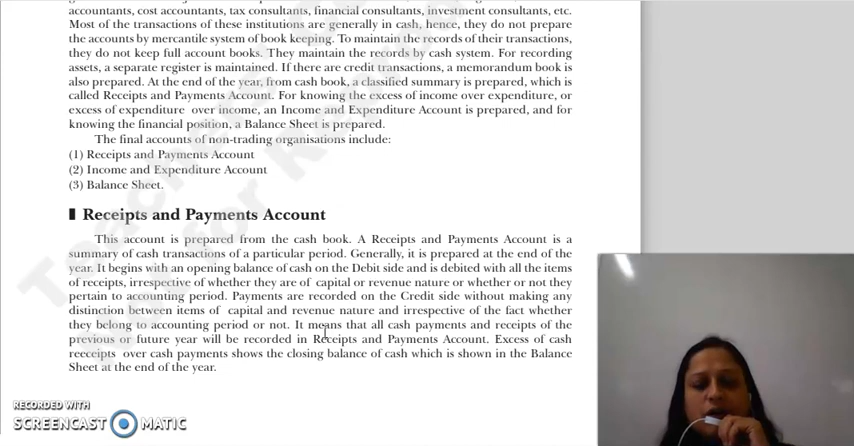 accountants, cost accountants, tax consultants, financial consultants, investment consultants, etc.
Most of the transactions of these institutions are generally in cash, hence, they do not prepare
the accounts by mercantile system of book keeping. To maintain the records of their transactions,
they do not keep full account books. They maintain the records by cash system. For recording
assets, a separate register is maintained. If there are credit transactions, a memorandum book is
also prepared. At the end of the year, from cash book, a classified summary is prepared, which is
called Receipts and Payments Account. For knowing the excess of income over expenditure, or
excess of expenditure over income, an Income and Expenditure Account is prepared, and for
knowing the financial position, a Balance Sheet is prepared.
The final accounts of non-trading organisations include:
(1) Receipts and Payments Account
(2) Income and Expenditure Account
(3) Balance Sheet.
Receipts and Payments Account
This account is prepared from the cash book. A Receipts and Payments Account is a
summary of cash transactions of a particular period. Generally, it is prepared at the end of the
year. It begins with an opening balance of cash on the Debit side and is debited with all the items
of receipts, irrespective of whether they are of capital or revenue nature or whether or not they
pertain to accounting period. Payments are recorded on the Credit side without making any
distinction between items of capital and revenue nature and irrespective of the fact whether
they belong to accounting period or not. It means that all cash payments and receipts of the
previous or future year will be recorded in Receipts and Payments Account. Excess of cash
reeceipts over cash payments shows the closing balance of cash which is shown in the Balance
Sheet at the end of the year.
RECORDED WITH
SCREENCAST MATIC